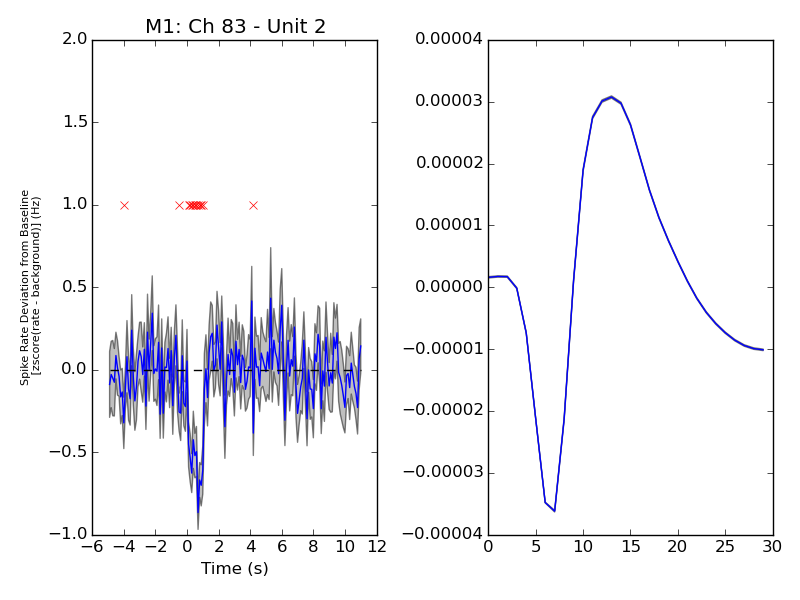 M1: Ch 83 - Unit 2
2.0
1.5
1.0
0.5
0.0
−0.5
−1.0
Spike Rate Deviation from Baseline
[zscore(rate - background)] (Hz)
−6 −4 −2 0 2 4 6 8 10 12
Time (s)
0.00004
0.00003
0.00002
0.00001
0.00000
−0.00001
−0.00002
−0.00003
−0.00004
0 5 10 15 20 25 30